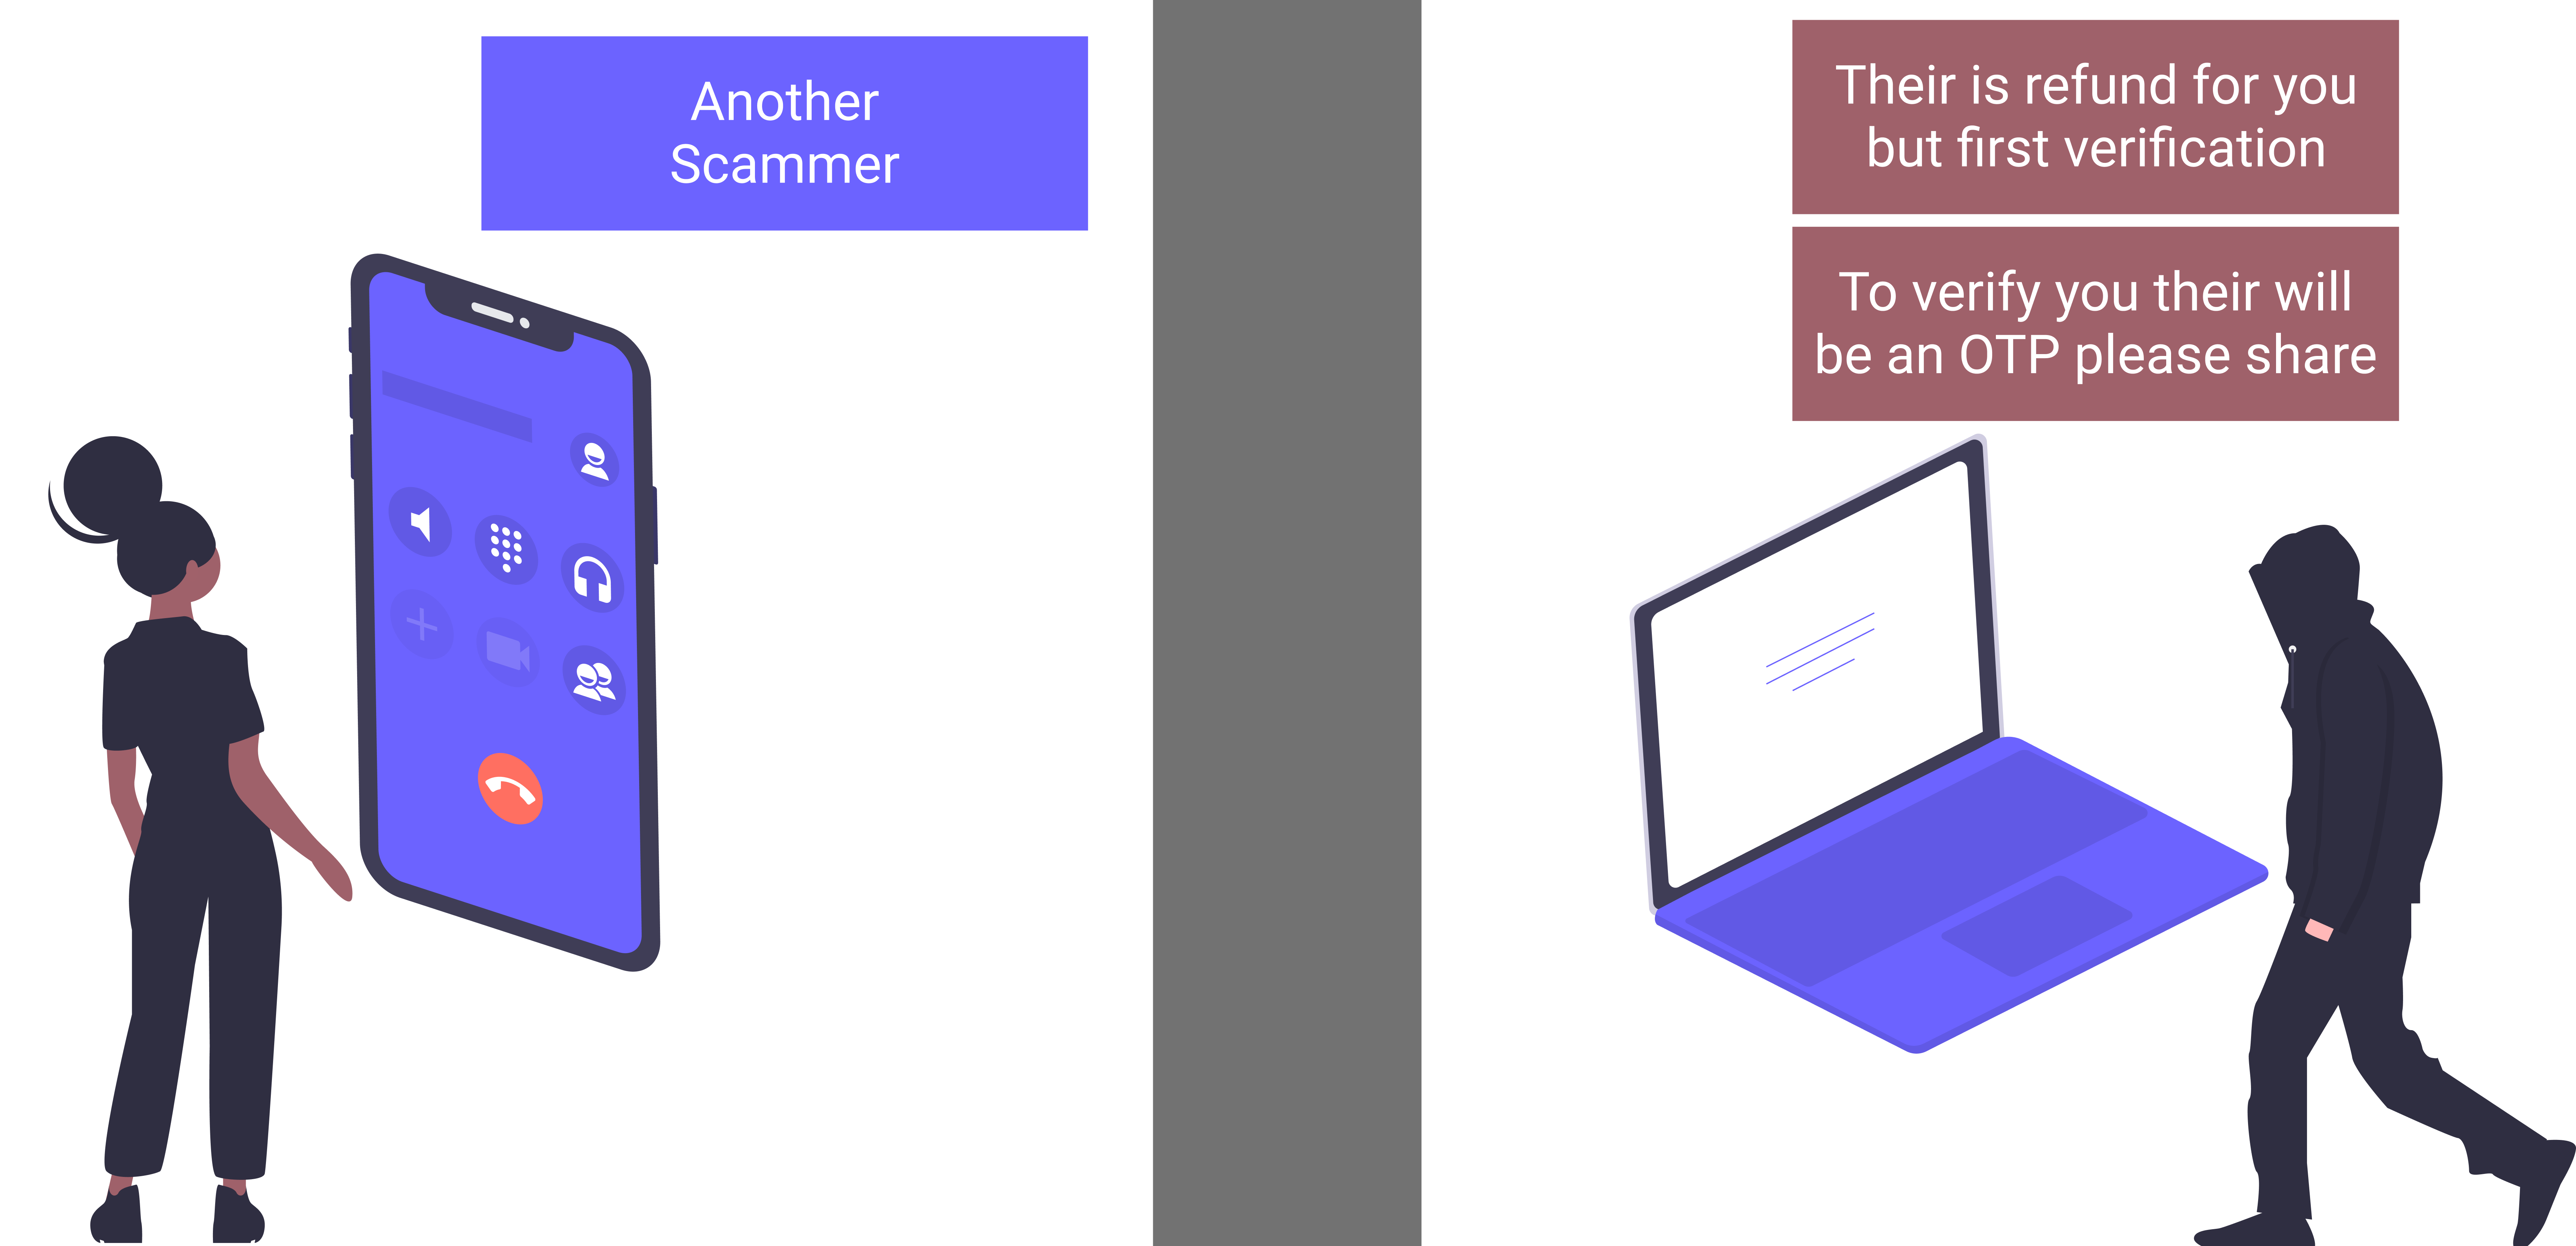 Another
Scammer
Their is refund for you
but first verification
To verify you their will
be an OTP please share